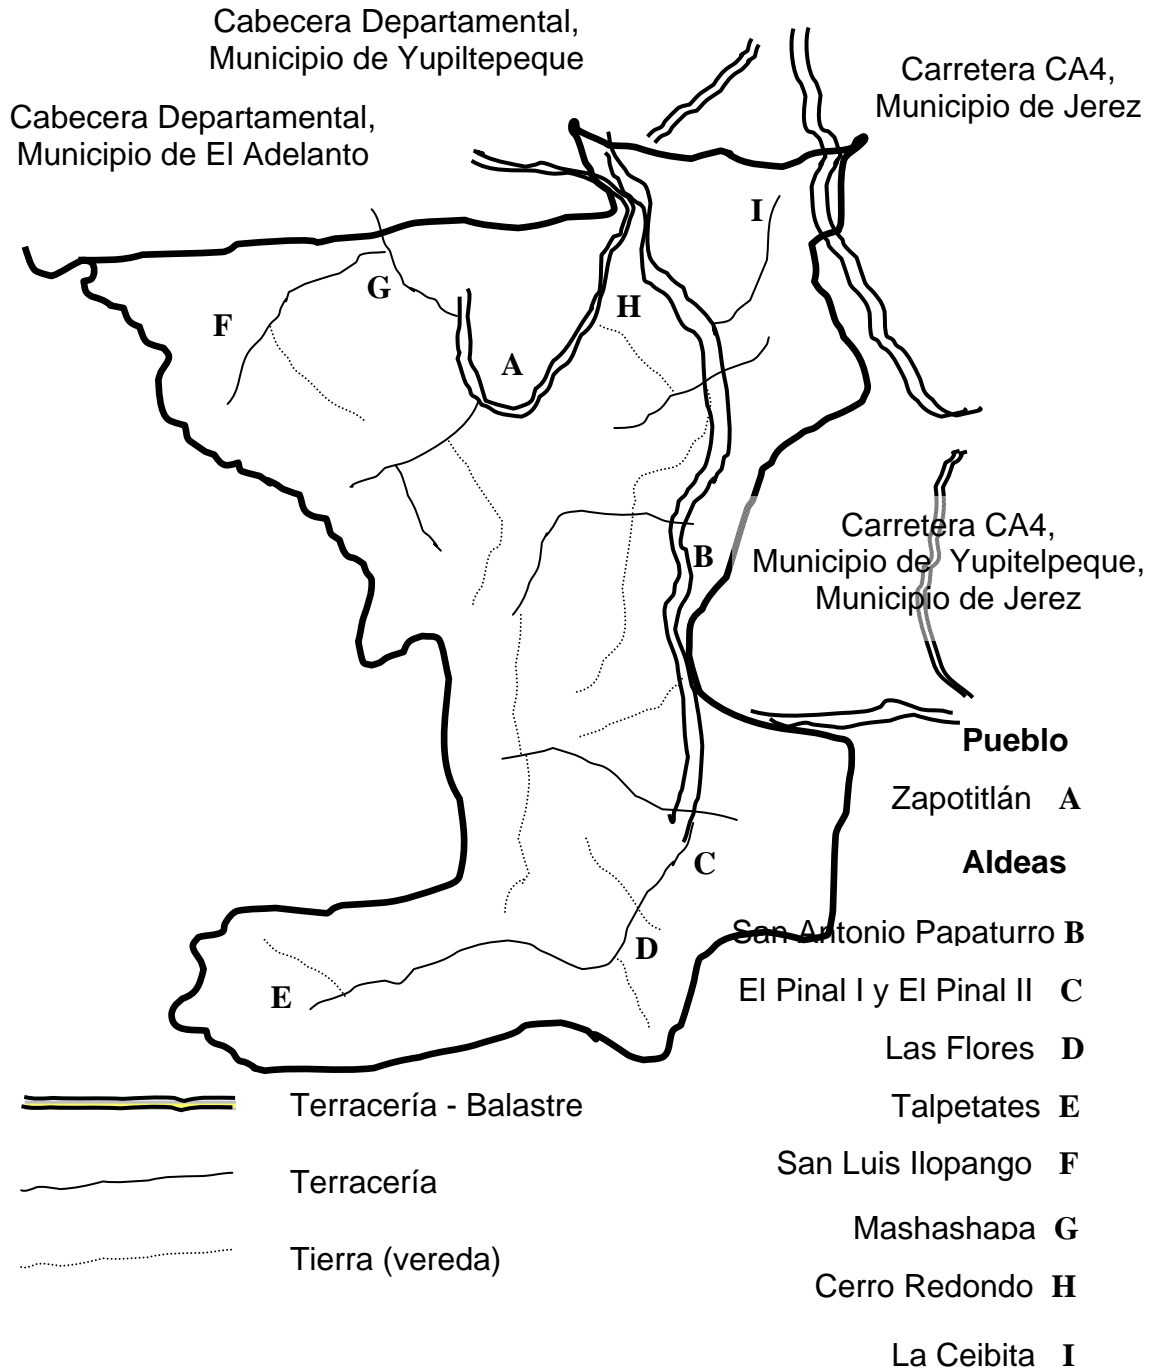 Cabecera Departamental,
Municipio de Yupiltepeque
Carretera CA4,
Municipio de Jerez
Cabecera Departamental,
Municipio de El Adelanto
I
G
H
F
A
Carretera CA4,
Municipio de Yupitelpeque,
Municipio de Jerez
B
Pueblo
Zapotitlán A
Aldeas
C
San Antonio Papaturro B
D
E
El Pinal I y El Pinal II C
Las Flores D
Terracería - Balastre
Talpetates E
San Luis Ilopango F
Terracería
Mashashapa G
Tierra (vereda)
Cerro Redondo H
La Ceibita I